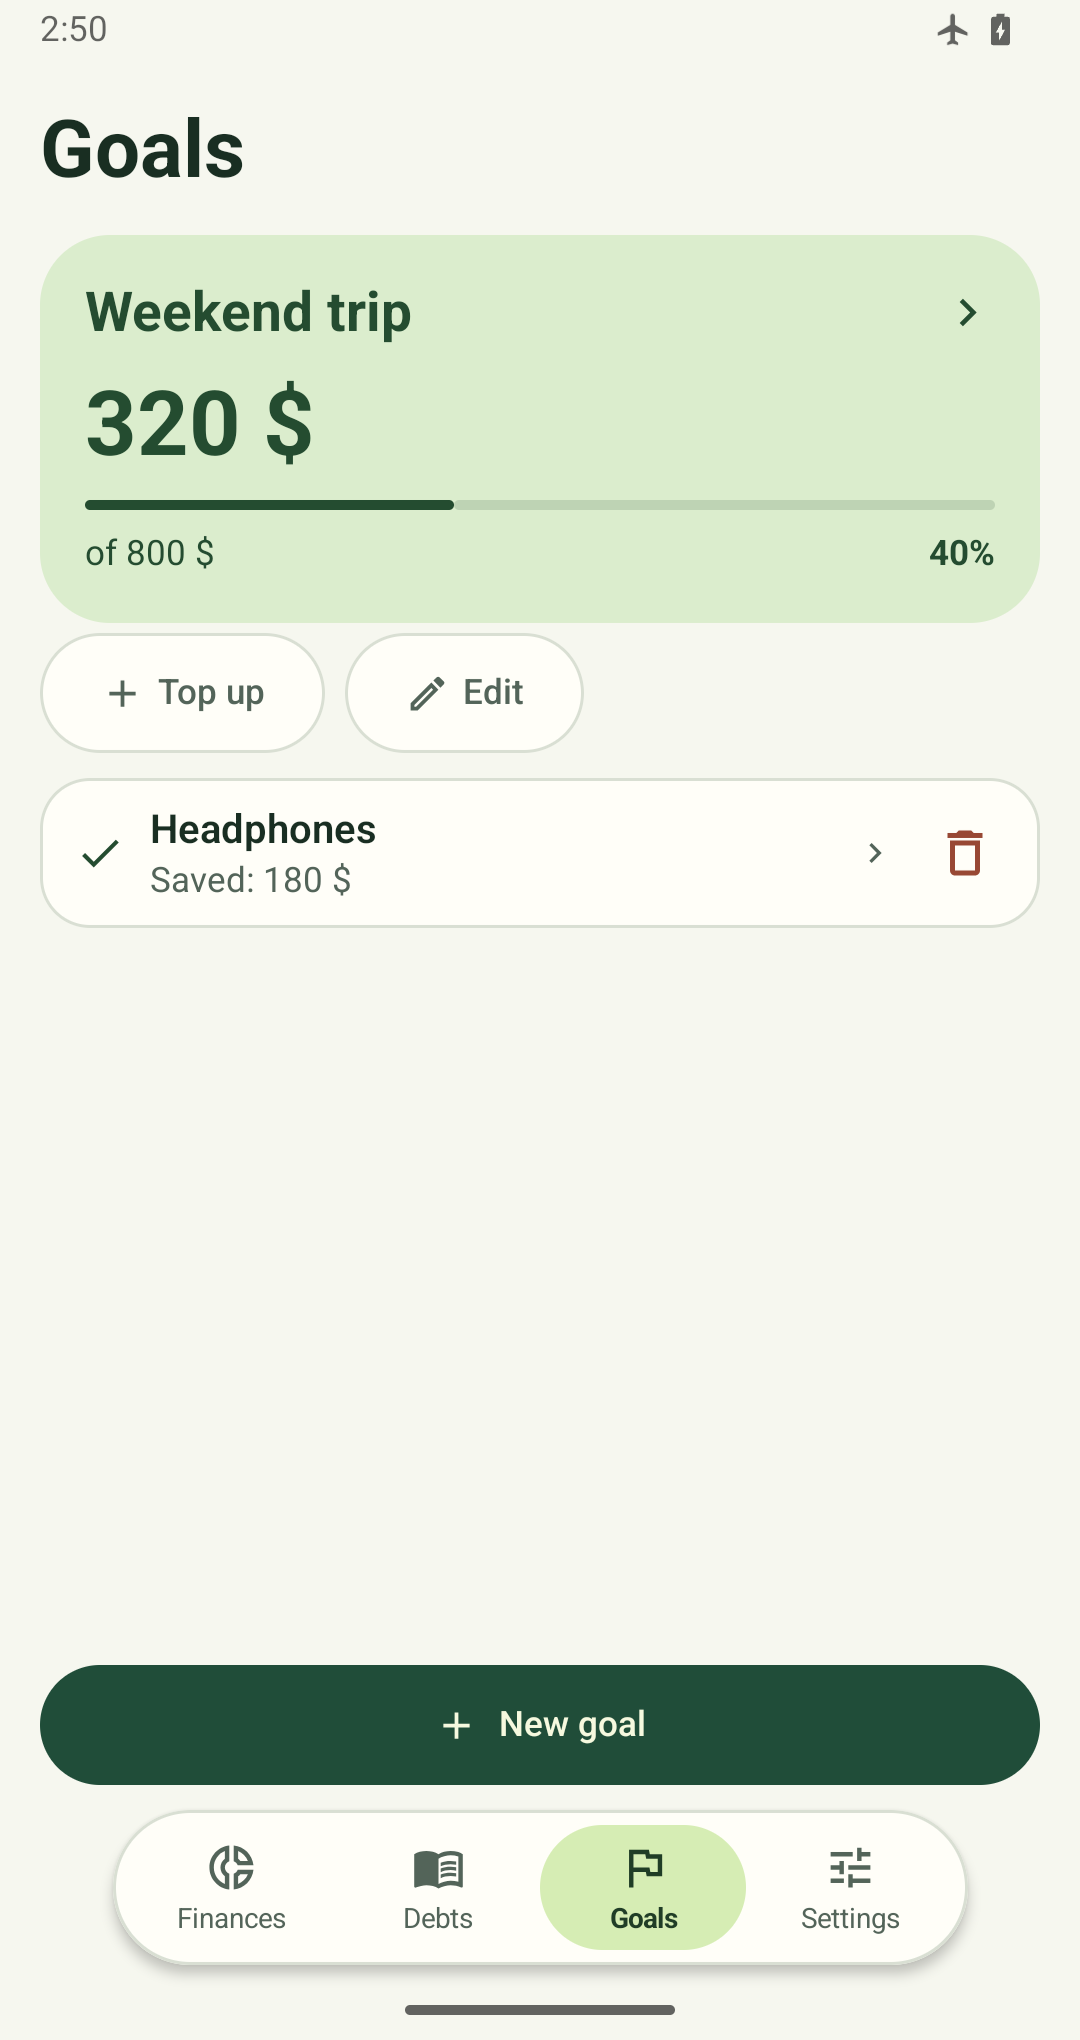 2:50
Goals
Weekend trip
320 $
of 800 $ 40%
Top up Edit
Headphones
Saved: 180 $
New goal
Finances Debts Goals Settings